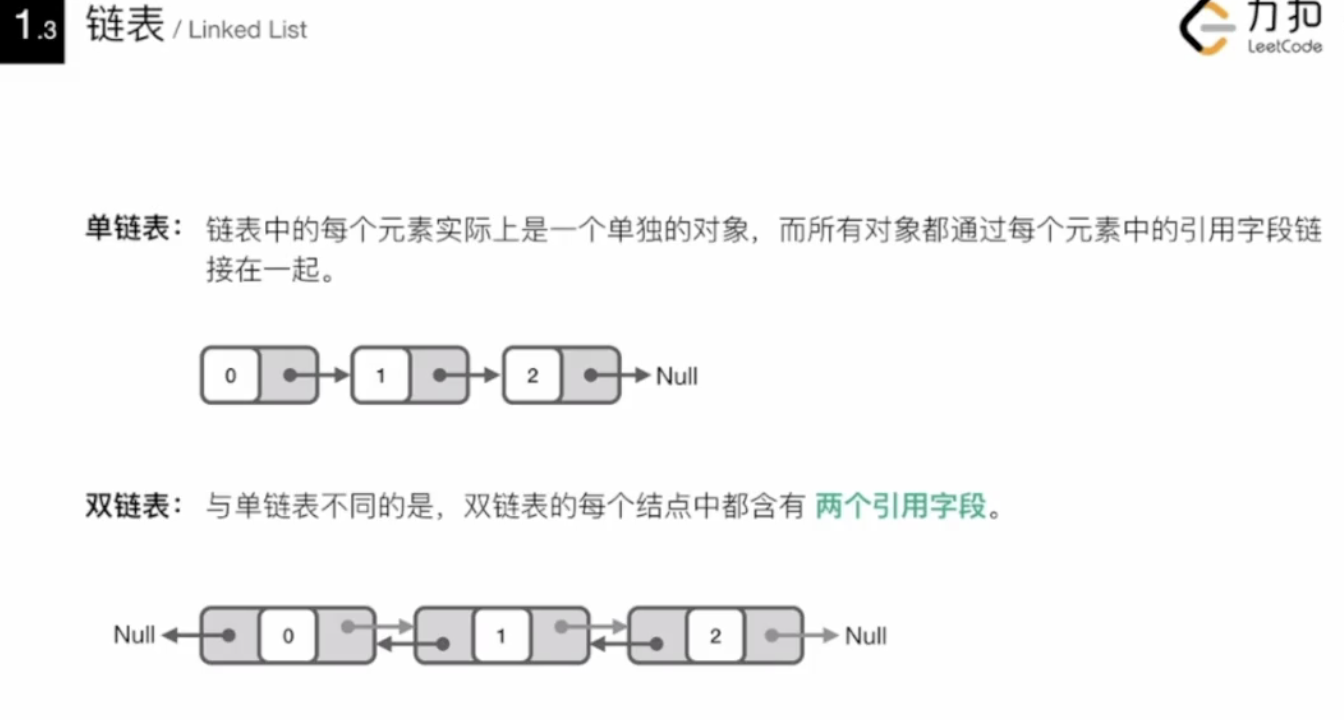 1.3 链表 / Linked List
力扣
LeetCode
单链表： 链表中的每个元素实际上是一个单独的对象，而所有对象都通过每个元素中的引用字段链
接在一起。
0 1 2 Null
双链表： 与单链表不同的是，双链表的每个结点中都含有 两个引用字段。
Null 0 1 2 Null